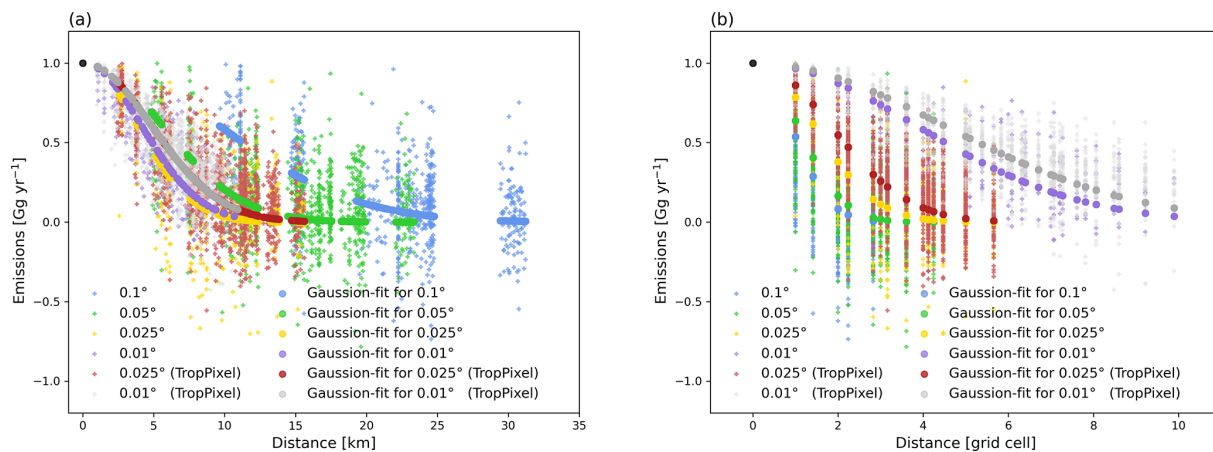 (a)
1.0
0.5
0.0
−0.5
−1.0
Emissions [Gg yr⁻¹]
0.1°
0.05°
0.025°
0.01°
0.025° (TropPixel)
0.01° (TropPixel)
Gaussion-fit for 0.1°
Gaussion-fit for 0.05°
Gaussion-fit for 0.025°
Gaussion-fit for 0.01°
Gaussion-fit for 0.025° (TropPixel)
Gaussion-fit for 0.01° (TropPixel)
0 5 10 15 20 25 30 35
Distance [km]
(b)
1.0
0.5
0.0
−0.5
−1.0
Emissions [Gg yr⁻¹]
0.1°
0.05°
0.025°
0.01°
0.025° (TropPixel)
0.01° (TropPixel)
Gaussion-fit for 0.1°
Gaussion-fit for 0.05°
Gaussion-fit for 0.025°
Gaussion-fit for 0.01°
Gaussion-fit for 0.025° (TropPixel)
Gaussion-fit for 0.01° (TropPixel)
0 2 4 6 8 10
Distance [grid cell]